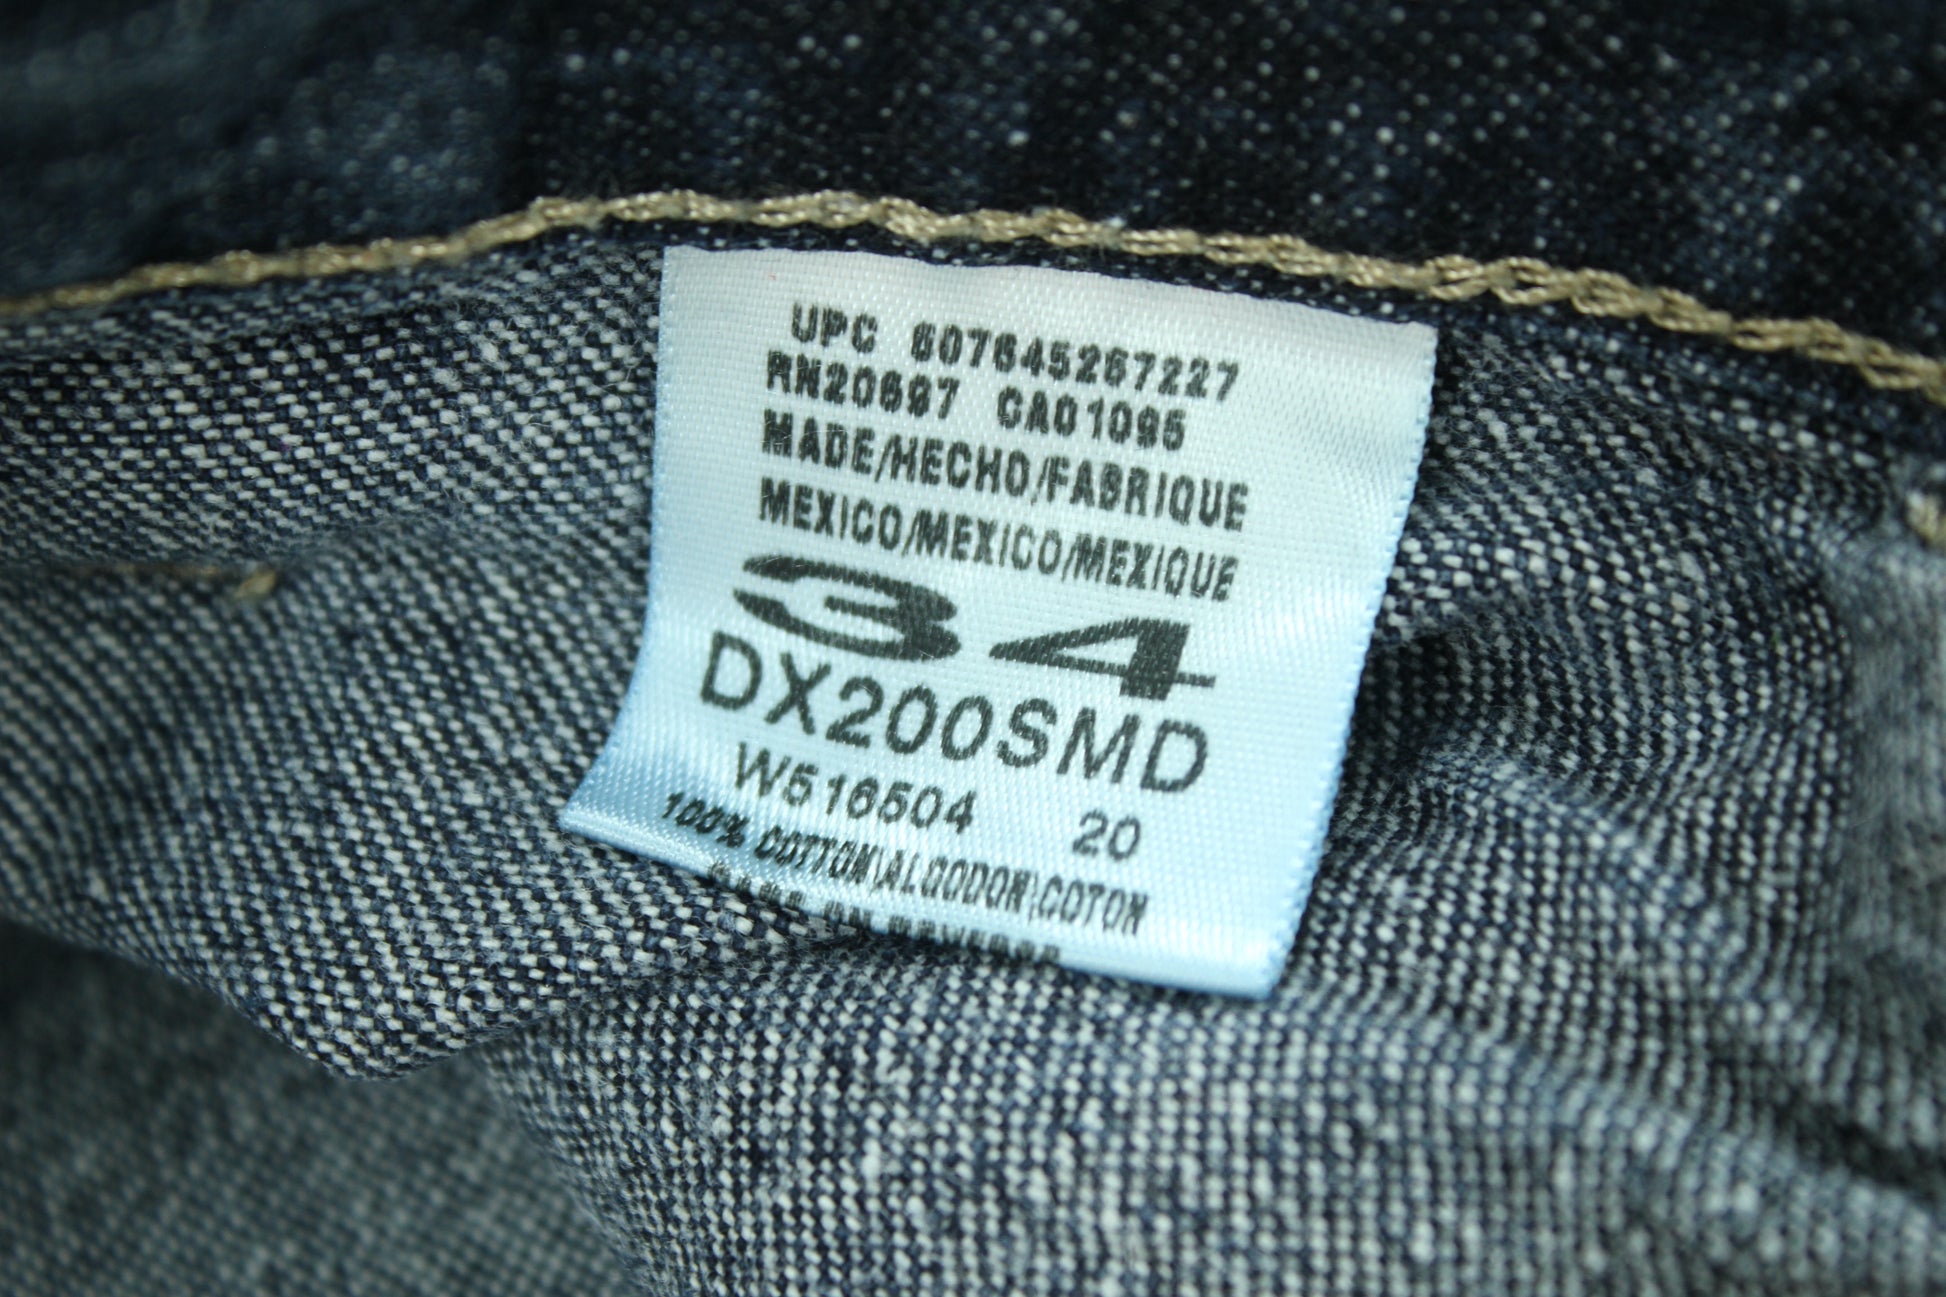 UPC 607645267227
RN20697 CA01095
MADE/HECHO/FABRIQUE
MEXICO/MEXICO/MEXIQUE
34
DX200SMD
W516504 20
100% COTTON\ALGODON\COTON